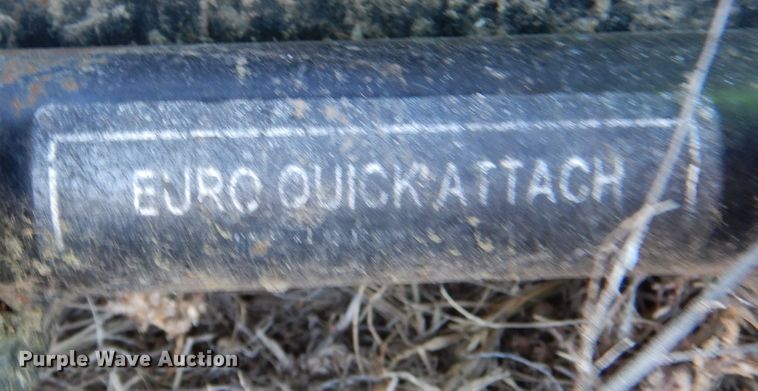 EURO QUICK ATTACH
Purple Wave Auction